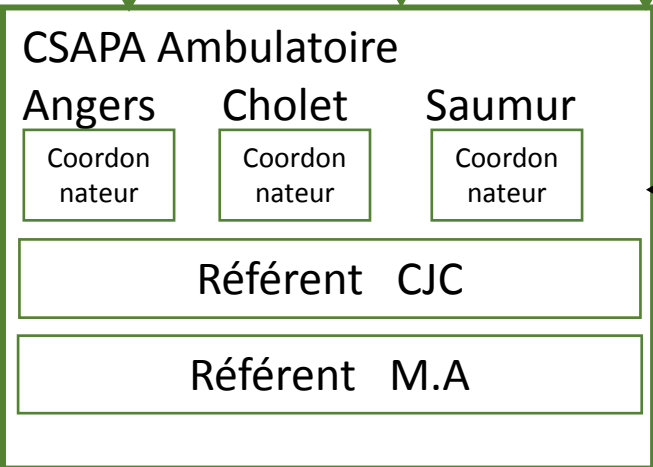 CSAPA Ambulatoire
Angers Cholet Saumur
Coordon
nateur
Coordon
nateur
Coordon
nateur
Référent CJC
Référent M.A